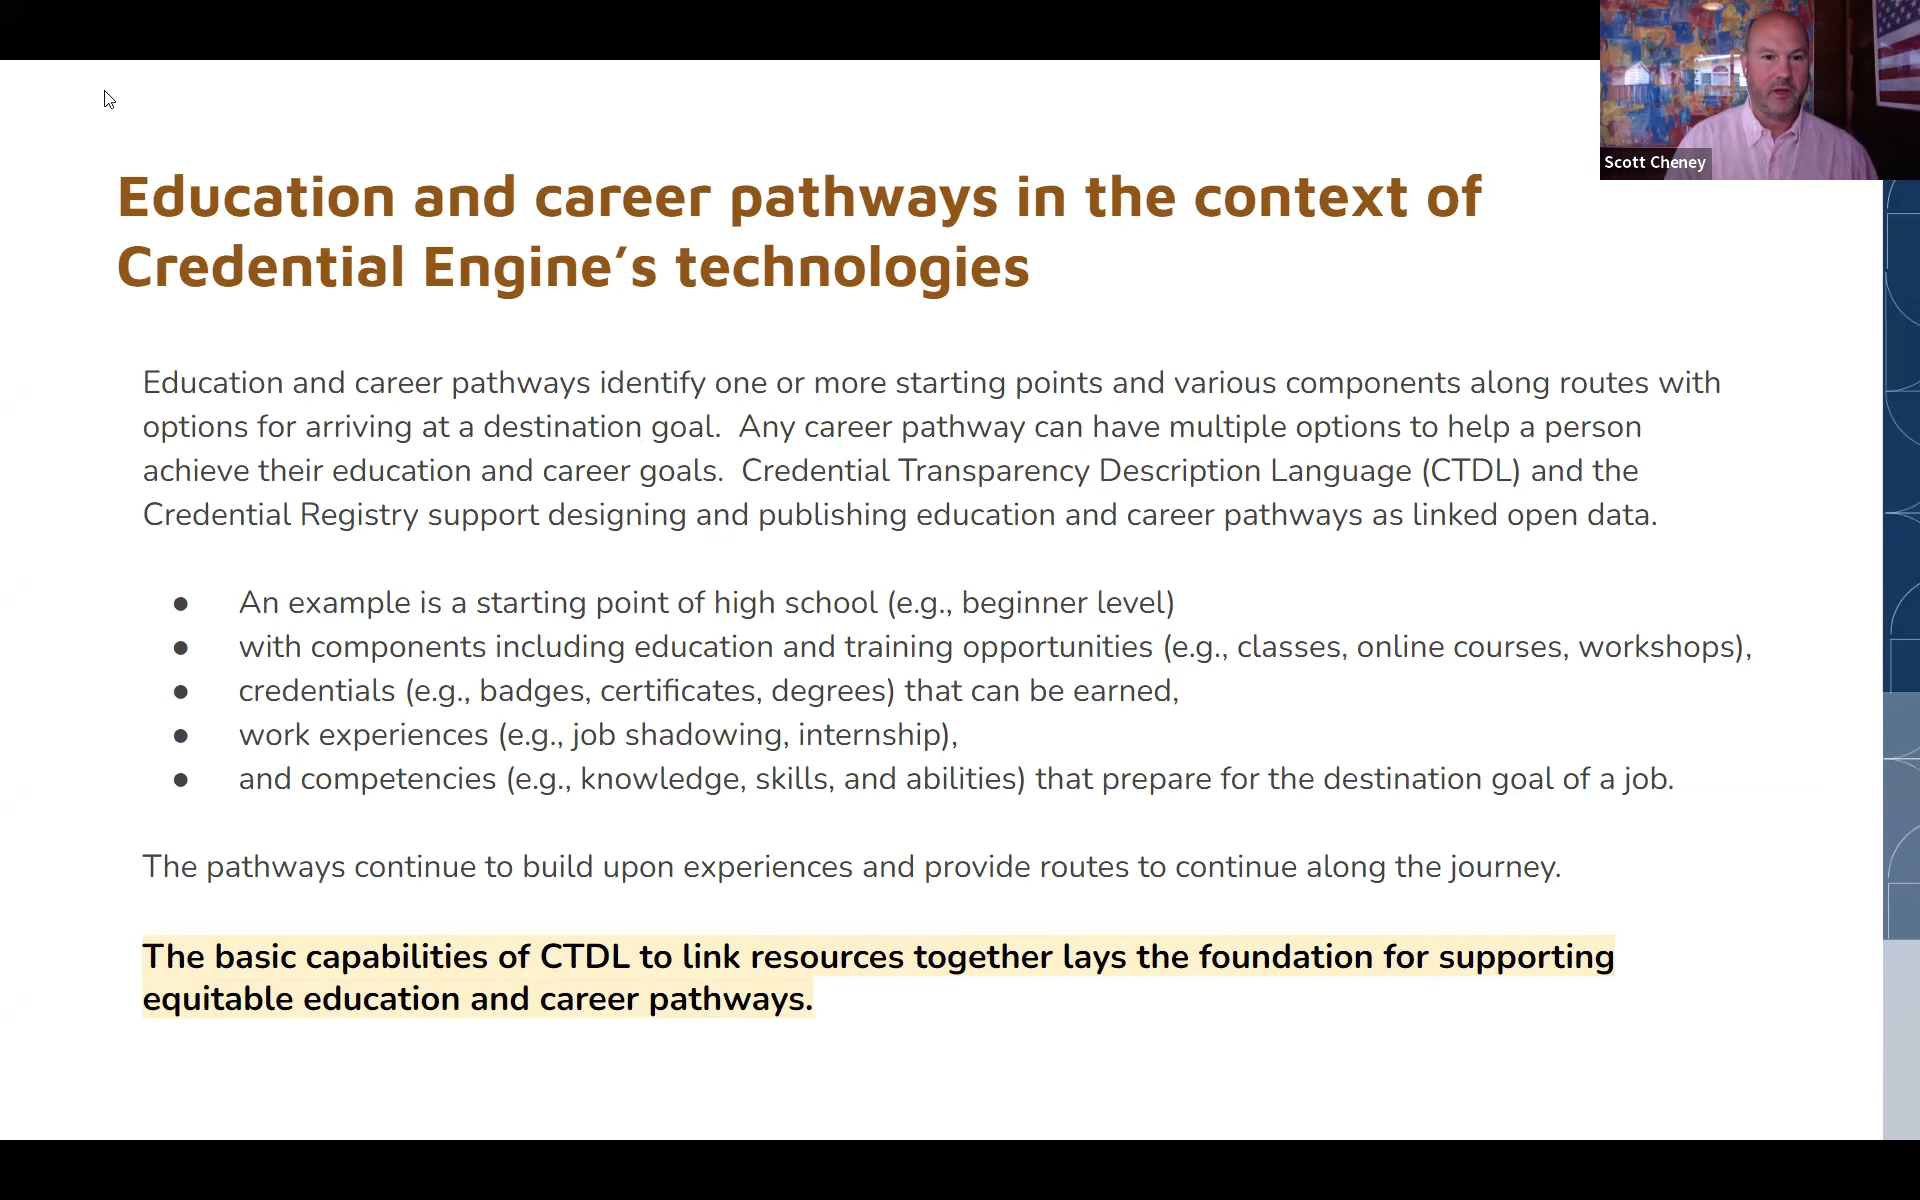 Scott Cheney
Education and career pathways in the context of
Credential Engine’s technologies
Education and career pathways identify one or more starting points and various components along routes with
options for arriving at a destination goal.  Any career pathway can have multiple options to help a person
achieve their education and career goals.  Credential Transparency Description Language (CTDL) and the
Credential Registry support designing and publishing education and career pathways as linked open data.
● An example is a starting point of high school (e.g., beginner level)
● with components including education and training opportunities (e.g., classes, online courses, workshops),
● credentials (e.g., badges, certificates, degrees) that can be earned,
● work experiences (e.g., job shadowing, internship),
● and competencies (e.g., knowledge, skills, and abilities) that prepare for the destination goal of a job.
The pathways continue to build upon experiences and provide routes to continue along the journey.
The basic capabilities of CTDL to link resources together lays the foundation for supporting
equitable education and career pathways.